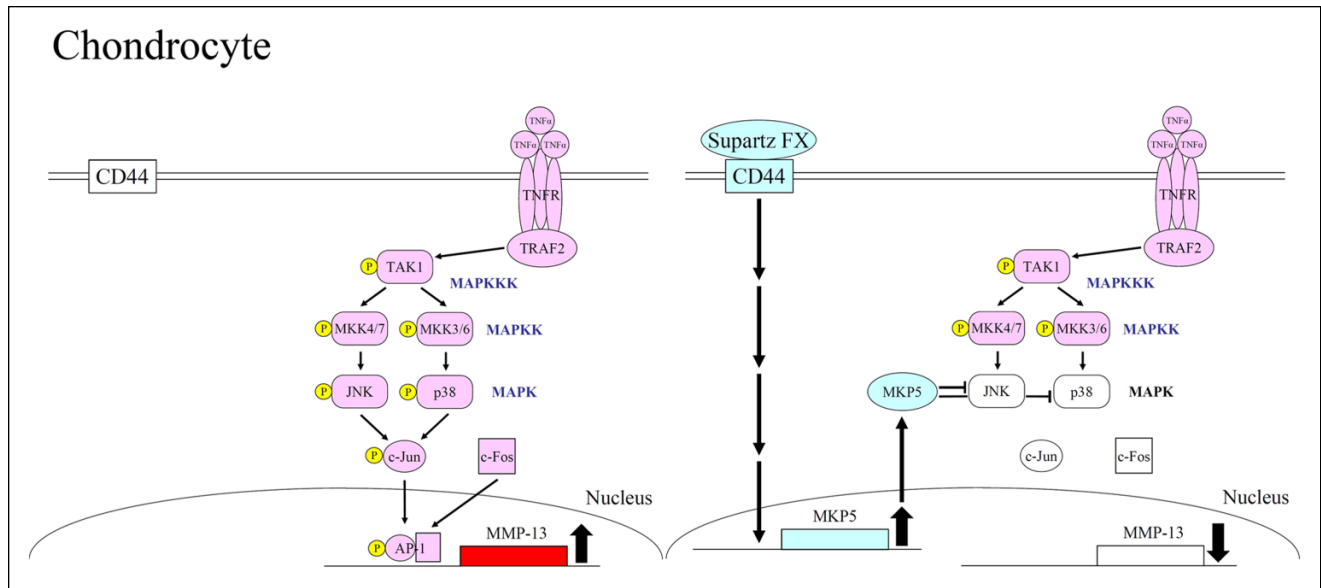 Chondrocyte
TNFα
TNFα TNFα
CD44
TNFR
TRAF2
P TAK1
MAPKKK
P MKK4/7 P MKK3/6 MAPKK
P JNK P p38 MAPK
P c-Jun c-Fos
Nucleus
P AP-1
MMP-13
Supartz FX
CD44
TNFα
TNFα TNFα
TNFR
TRAF2
P TAK1
MAPKKK
P MKK4/7 P MKK3/6 MAPKK
MKP5 JNK p38 MAPK
c-Jun c-Fos
Nucleus
MKP5
MMP-13